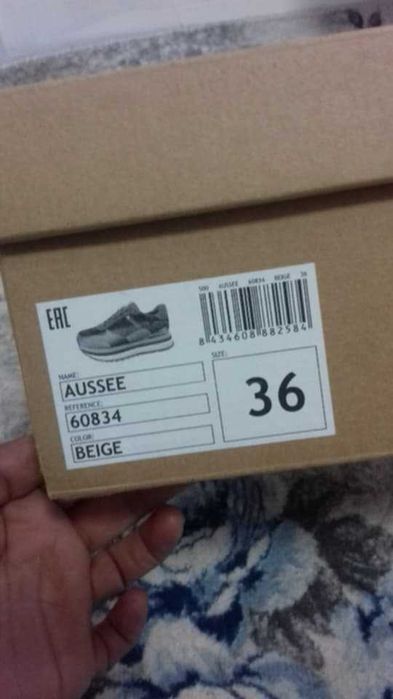 EAC
500 AUSSEE 60834 BEIGE 36
8 434608 882584
NAME:
AUSSEE
REFERENCE:
60834
COLOR:
BEIGE
SIZE:
36